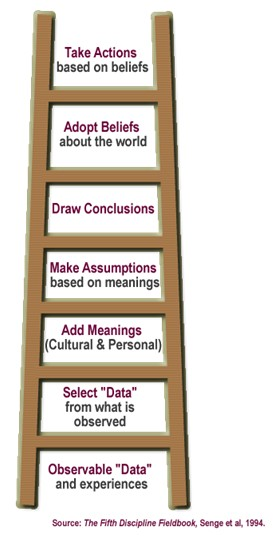 Take Actions
based on beliefs
Adopt Beliefs
about the world
Draw Conclusions
Make Assumptions
based on meanings
Add Meanings
(Cultural & Personal)
Select "Data"
from what is
observed
Observable "Data"
and experiences
Source: The Fifth Discipline Fieldbook, Senge et al, 1994.